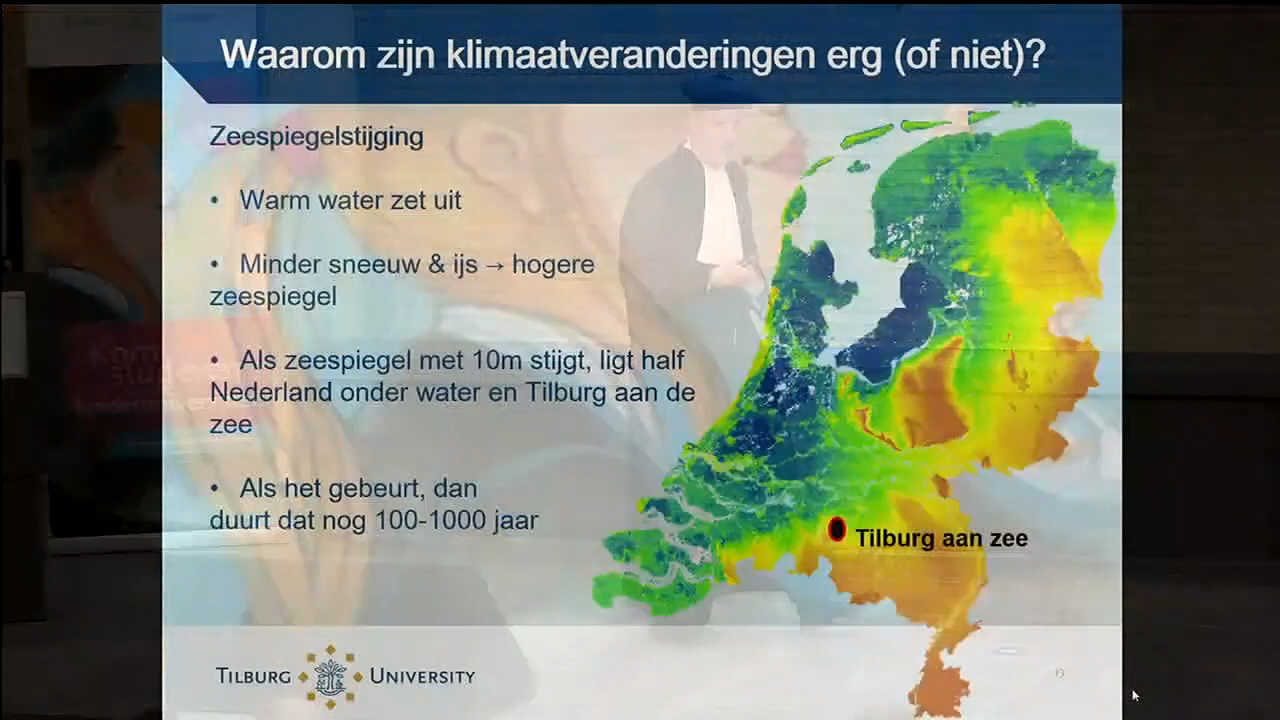 Waarom zijn klimaatveranderingen erg (of niet)?
Zeespiegelstijging
• Warm water zet uit
• Minder sneeuw & ijs → hogere
zeespiegel
• Als zeespiegel met 10m stijgt, ligt half
Nederland onder water en Tilburg aan de
zee
• Als het gebeurt, dan
duurt dat nog 100-1000 jaar
Tilburg aan zee
TILBURG UNIVERSITY